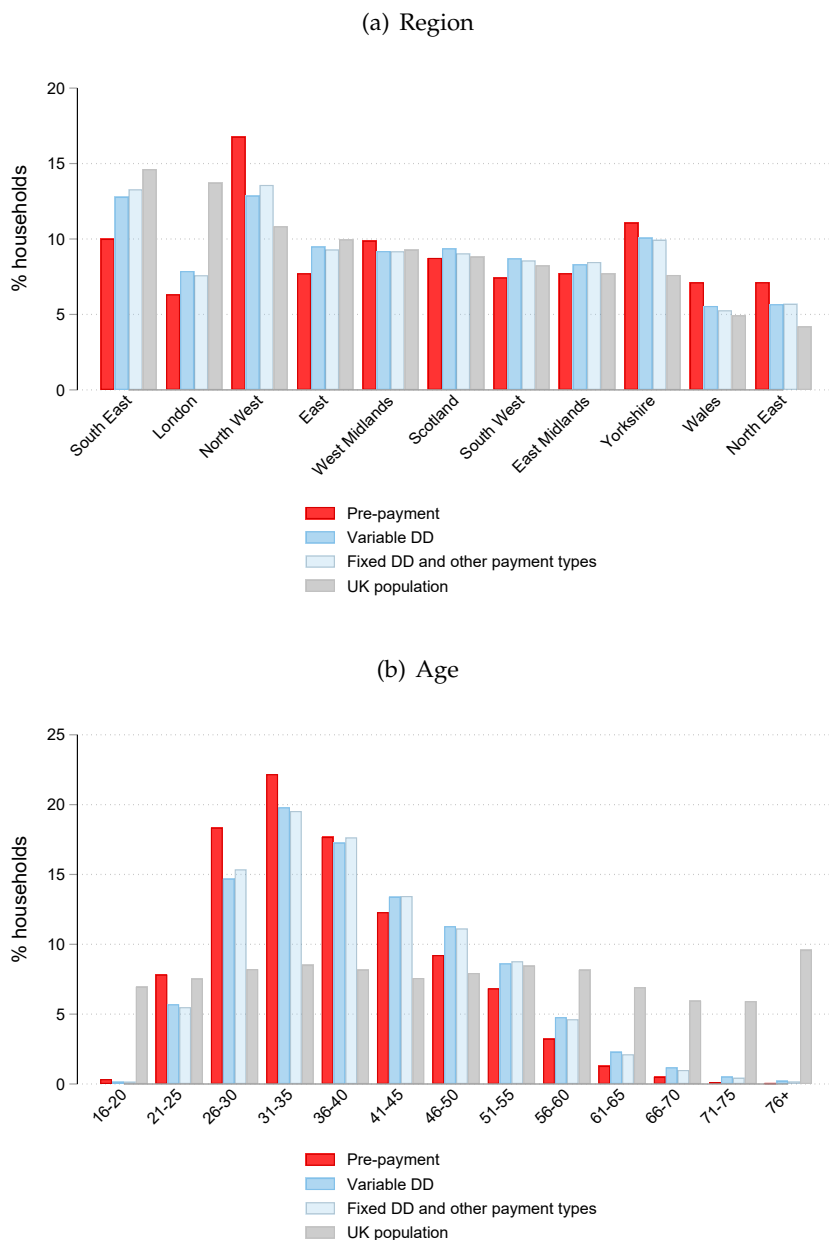 (a) Region
20
15
10
5
0
% households
South East
London
North West
East
West Midlands
Scotland
South West
East Midlands
Yorkshire
Wales
North East
Pre-payment
Variable DD
Fixed DD and other payment types
UK population
(b) Age
25
20
15
10
5
0
% households
16-20
21-25
26-30
31-35
36-40
41-45
46-50
51-55
56-60
61-65
66-70
71-75
76+
Pre-payment
Variable DD
Fixed DD and other payment types
UK population